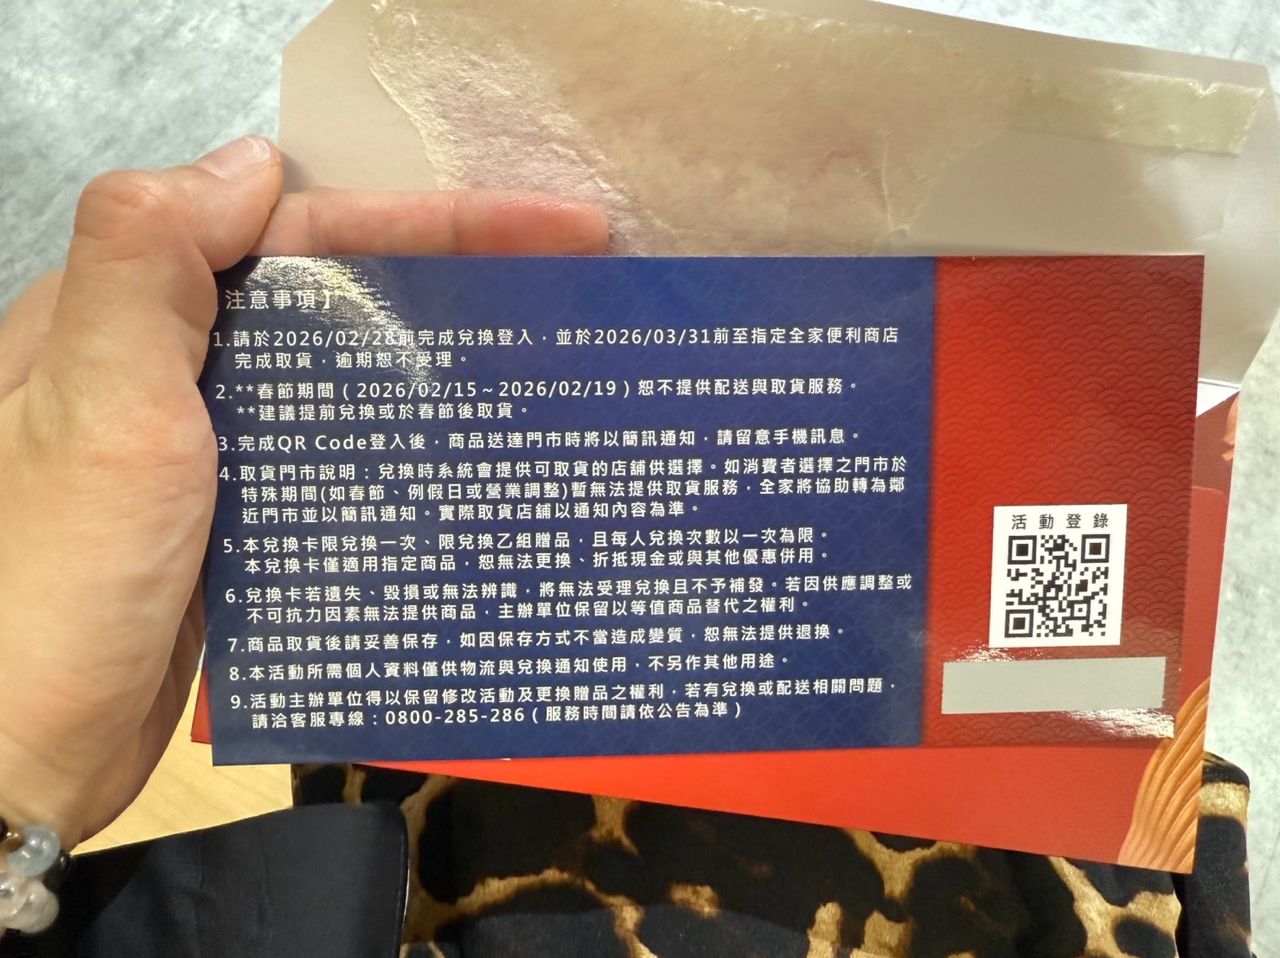 注意事項】
1.請於2026/02/28前完成兌換登入，並於2026/03/31前至指定全家便利商店
完成取貨，逾期恕不受理。
2.**春節期間（2026/02/15～2026/02/19）恕不提供配送與取貨服務。
**建議提前兌換或於春節後取貨。
3.完成QR Code登入後，商品送達門市時將以簡訊通知，請留意手機訊息。
4.取貨門市說明：兌換時系統會提供可取貨的店舖供選擇。如消費者選擇之門市於
特殊期間(如春節、例假日或營業調整)暫無法提供取貨服務，全家將協助轉為鄰
近門市並以簡訊通知。實際取貨店舖以通知內容為準。
5.本兌換卡限兌換一次、限兌換乙組贈品，且每人兌換次數以一次為限。
本兌換卡僅適用指定商品，恕無法更換、折抵現金或與其他優惠併用。
6.兌換卡若遺失、毀損或無法辨識，將無法受理兌換且不予補發。若因供應調整或
不可抗力因素無法提供商品，主辦單位保留以等值商品替代之權利。
7.商品取貨後請妥善保存，如因保存方式不當造成變質，恕無法提供退換。
8.本活動所需個人資料僅供物流與兌換通知使用，不另作其他用途。
9.活動主辦單位得以保留修改活動及更換贈品之權利，若有兌換或配送相關問題，
請洽客服專線：0800-285-286（服務時間請依公告為準）
活動登錄